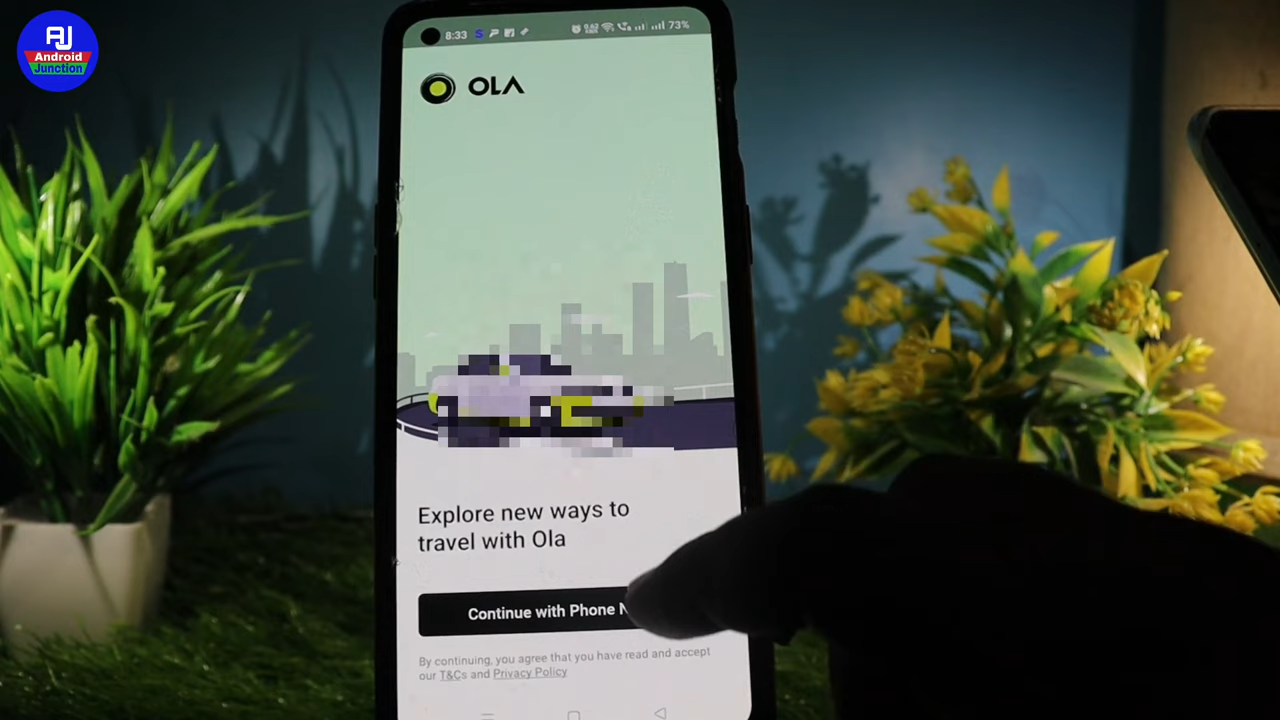 AJ
Android
Junction
8:33
73%
OLA
Explore new ways to
travel with Ola
Continue with Phone N
By continuing, you agree that you have read and accept
our T&Cs and Privacy Policy